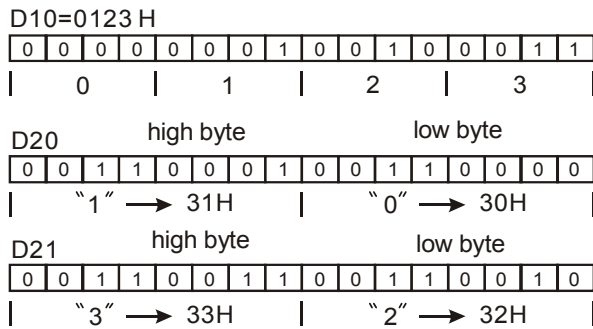 D10=0123 H
0 0 0 0 0 0 0 1 0 0 1 0 0 0 1 1
0 1 2 3
D20 high byte low byte
0 0 1 1 0 0 0 1 0 0 1 1 0 0 0 0
“1” → 31H “0” → 30H
D21 high byte low byte
0 0 1 1 0 0 1 1 0 0 1 1 0 0 1 0
“3” → 33H “2” → 32H